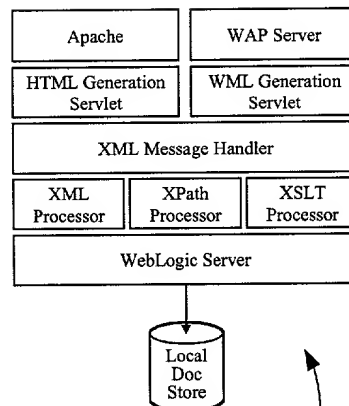 Apache
WAP Server
HTML Generation
Servlet
WML Generation
Servlet
XML Message Handler
XML
Processor
XPath
Processor
XSLT
Processor
WebLogic Server
Local
Doc
Store